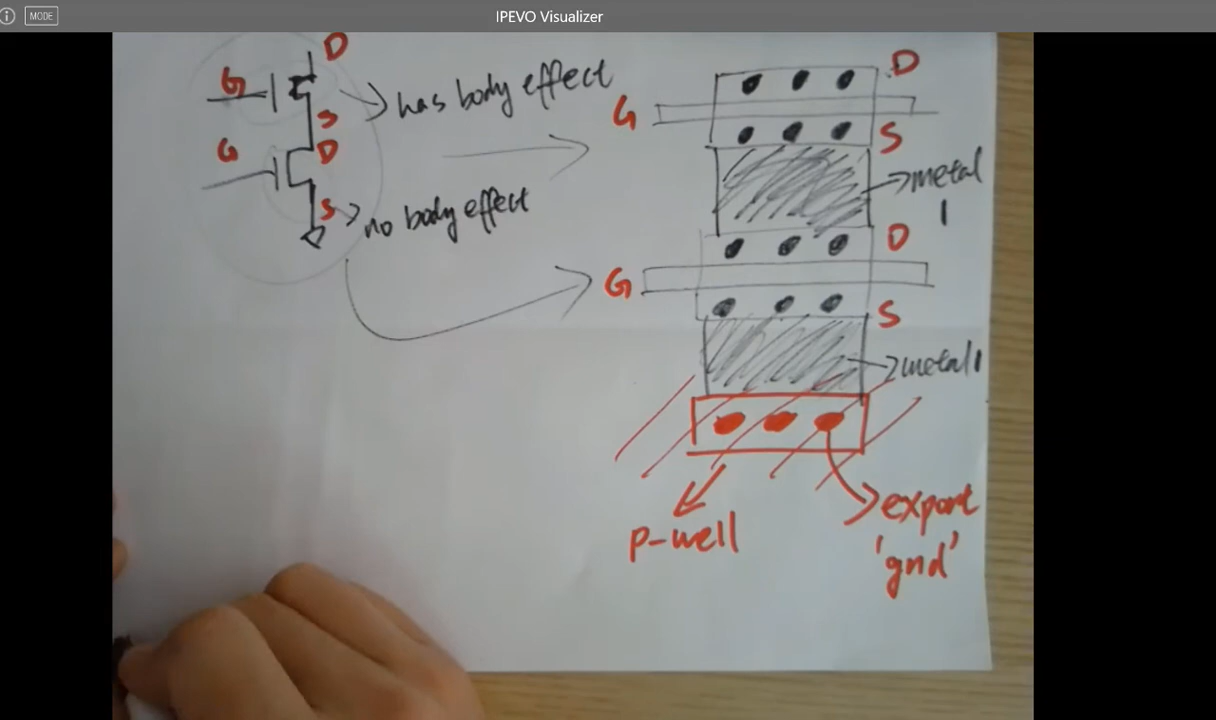 MODE
IPEVO Visualizer
D
G
has body effect
S
G
D
S
no body effect
D
G
S
metal
1
D
G
S
metal1
p-well
export
'gnd'